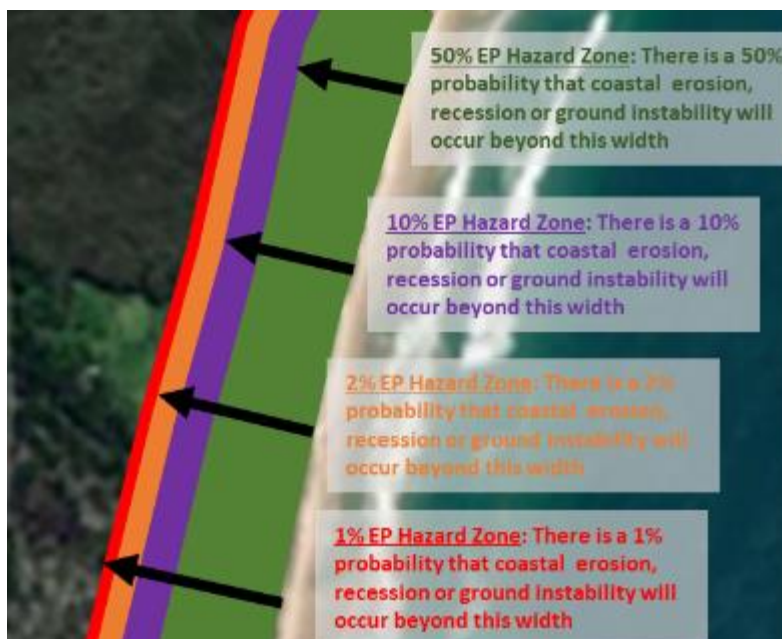 50% EP Hazard Zone: There is a 50%
probability that coastal erosion,
recession or ground instability will
occur beyond this width
10% EP Hazard Zone: There is a 10%
probability that coastal erosion,
recession or ground instability will
occur beyond this width
2% EP Hazard Zone: There is a 2%
probability that coastal erosion,
recession or ground instability will
occur beyond this width
1% EP Hazard Zone: There is a 1%
probability that coastal erosion,
recession or ground instability will
occur beyond this width